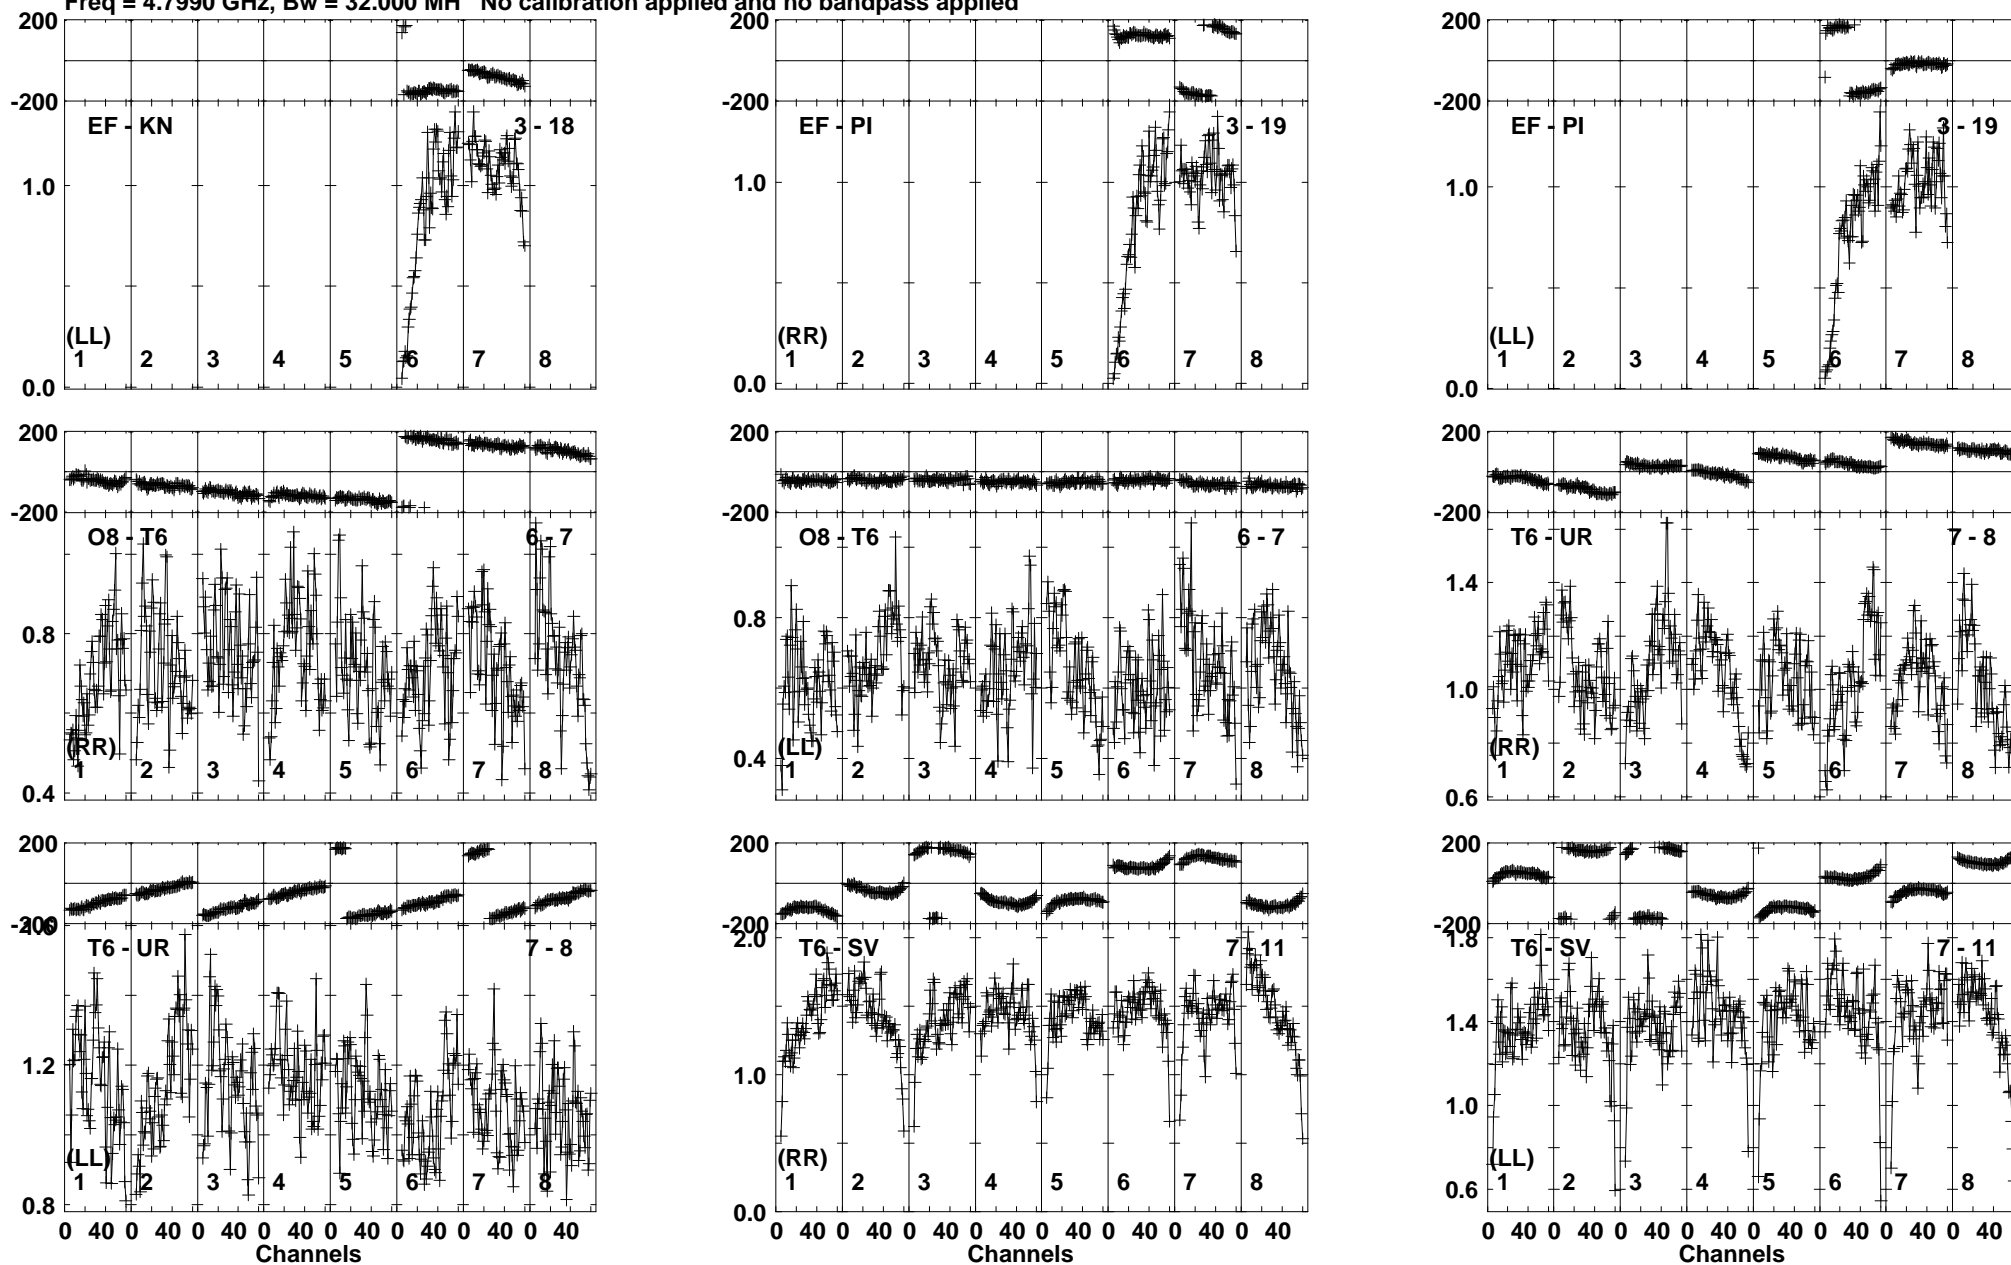 Freq = 4.7990 GHz, Bw = 32.000 MH No calibration applied and no bandpass applied
200 200 200
-200 -200 -200
EF - KN 3 - 18 EF - PI 3 - 19 EF - PI 3 - 19
1.0 1.0 1.0
(LL) (RR) (LL)
1 2 3 4 5 6 7 8 1 2 3 4 5 6 7 8 1 2 3 4 5 6 7 8
0.0 0.0 0.0
200 200 200
-200 -200 -200
O8 - T6 6 - 7 O8 - T6 6 - 7 T6 - UR 7 - 8
0.8 0.8 1.4
1.0
(RR) (LL) (RR)
1 2 3 4 5 6 7 8 1 2 3 4 5 6 7 8 1 2 3 4 5 6 7 8
0.4 0.4 0.6
200 200 200
-200 -200 -200
1.6 2.0 1.8
T6 - UR 7 - 8 T6 - SV 7 - 11 T6 - SV 7 - 11
1.2 1.0 1.4
1.0
(LL) (RR) (LL)
1 2 3 4 5 6 7 8 1 2 3 4 5 6 7 8 1 2 3 4 5 6 7 8
0.8 0.0 0.6
0 40 0 40 0 40 0 40 0 40 0 40 0 40 0 40 0 40 0 40 0 40 0 40 0 40 0 40 0 40 0 40 0 40 0 40 0 40 0 40 0 40 0 40 0 40 0 40
Channels Channels Channels